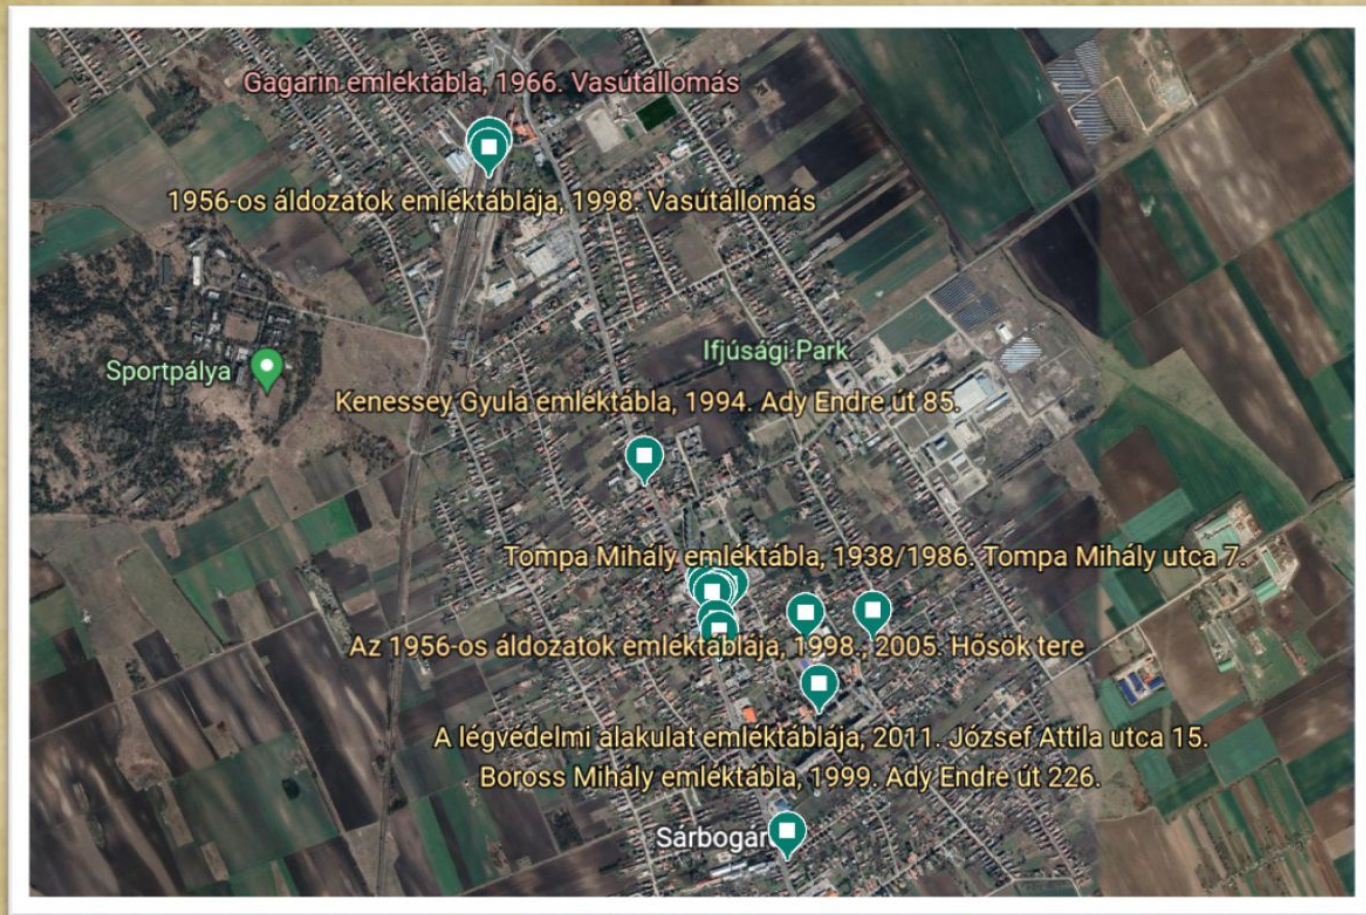 Gagarin emléktábla, 1966. Vasútállomás
1956-os áldozatok emléktáblája, 1998. Vasútállomás
Ifjúsági Park
Sportpálya
Kenessey Gyula emléktábla, 1994. Ady Endre út 85.
Tompa Mihály emléktábla, 1938/1986. Tompa Mihály utca 7.
Az 1956-os áldozatok emléktáblája, 1998., 2005. Hősök tere
A légvédelmi alakulat emléktáblája, 2011. József Attila utca 15.
Boross Mihály emléktábla, 1999. Ady Endre út 226.
Sárbogár